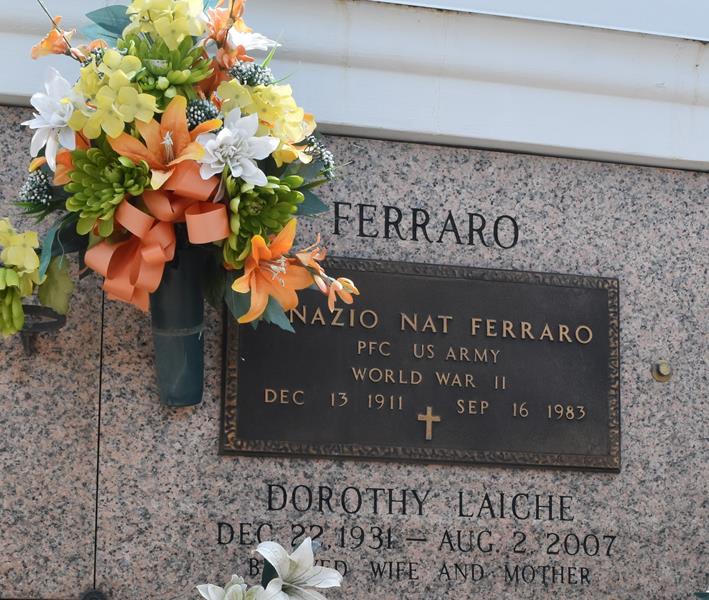 FERRARO
NAT FERRARO
PFC US ARMY
WORLD WAR II
DEC 13 1911 SEP 16 1983
DOROTHY LAICHE
DEC. 22, 1931 — AUG. 2, 2007
WIFE AND MOTHER